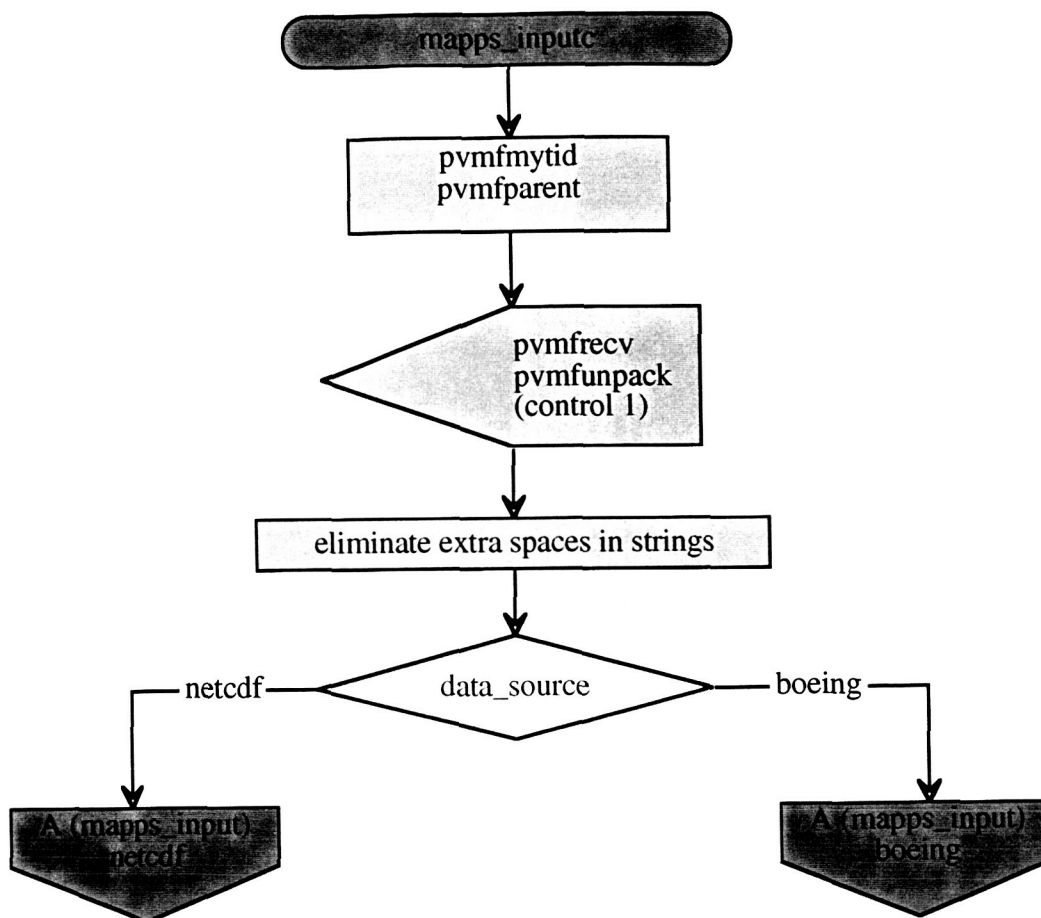 mapps_inputc
pvmfmytid
pvmfparent
pvmfrecv
pvmfunpack
(control 1)
eliminate extra spaces in strings
netcdf
data_source
boeing
A (mapps_input)
netcdf
A (mapps_input)
boeing